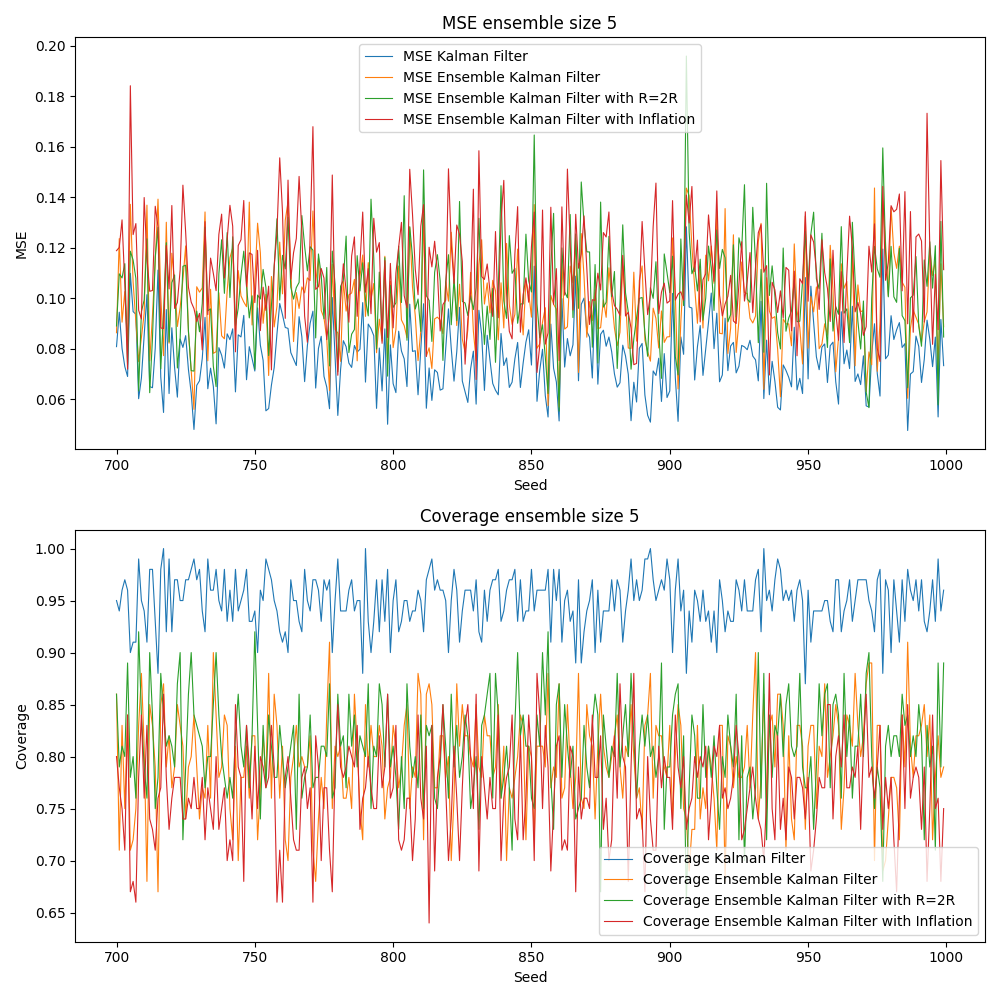 MSE ensemble size 5
MSE Kalman Filter
MSE Ensemble Kalman Filter
MSE Ensemble Kalman Filter with R=2R
MSE Ensemble Kalman Filter with Inflation
MSE
0.20
0.18
0.16
0.14
0.12
0.10
0.08
0.06
700 750 800 850 900 950 1000
Seed
Coverage ensemble size 5
Coverage
1.00
0.95
0.90
0.85
0.80
0.75
0.70
0.65
Coverage Kalman Filter
Coverage Ensemble Kalman Filter
Coverage Ensemble Kalman Filter with R=2R
Coverage Ensemble Kalman Filter with Inflation
700 750 800 850 900 950 1000
Seed